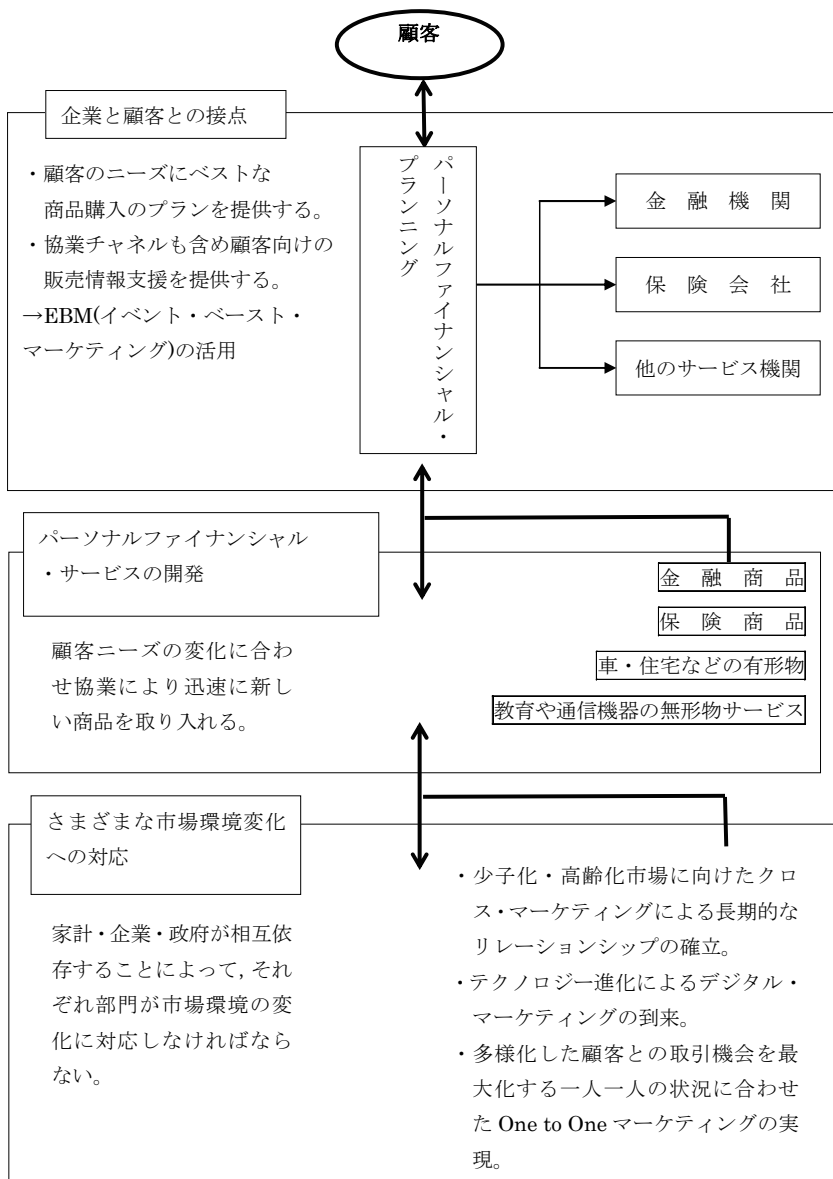 顧客
企業と顧客との接点
・顧客のニーズにベストな
商品購入のプランを提供する。
・協業チャネルも含め顧客向けの
販売情報支援を提供する。
→EBM(イベント・ベースト・
マーケティング)の活用
パーソナルファイナンシャル・
プランニング
金融機関
保険会社
他のサービス機関
パーソナルファイナンシャル
・サービスの開発
顧客ニーズの変化に合わ
せ協業により迅速に新し
い商品を取り入れる。
金融商品
保険商品
車・住宅などの有形物
教育や通信機器の無形物サービス
さまざまな市場環境変化
への対応
家計・企業・政府が相互依
存することによって,それ
ぞれ部門が市場環境の変
化に対応しなければなら
ない。
・少子化・高齢化市場に向けたクロ
ス・マーケティングによる長期的な
リレーションシップの確立。
・テクノロジー進化によるデジタル・
マーケティングの到来。
・多様化した顧客との取引機会を最
大化する一人一人の状況に合わせ
た One to One マーケティングの実
現。